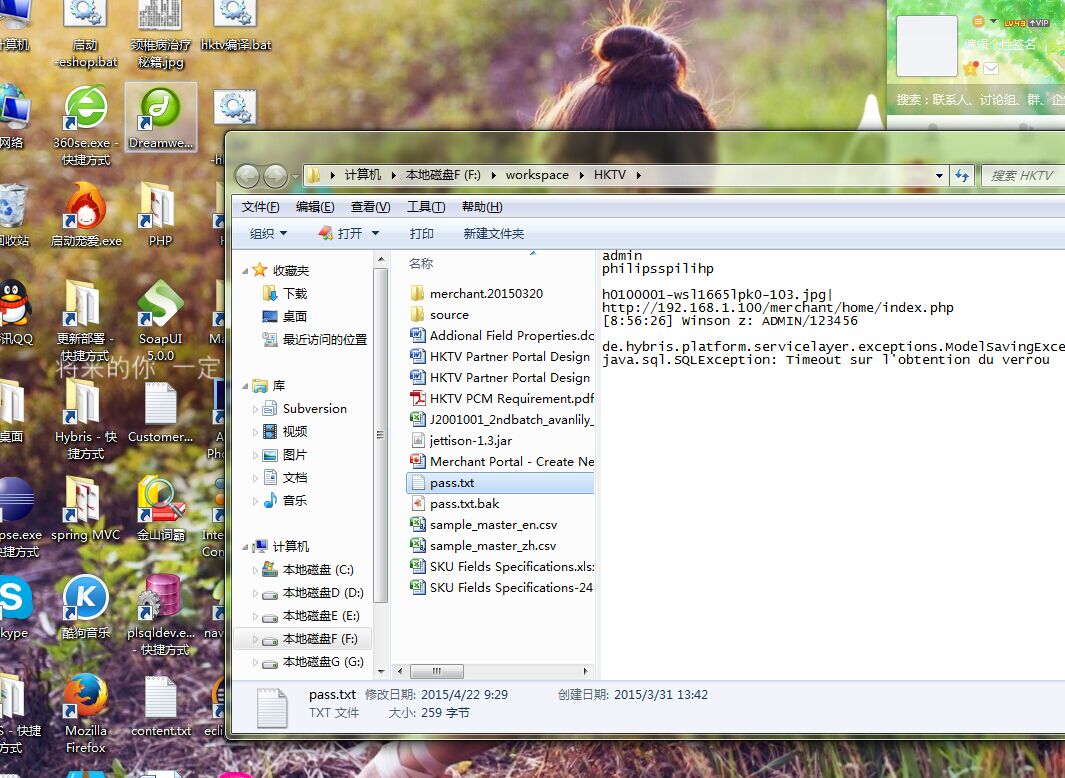 计算机
启动
-eshop.bat
颈椎病治疗
秘籍.jpg
hktv编译.bat
网络
360se.exe -
快捷方式
Dreamwe...
回收站
启动宠爱.exe
PHP
讯QQ
更新部署 -
快捷方式
SoapUI
5.0.0
将来的你 一定
桌面
Hybris - 快
捷方式
Customer...
pse.exe
快捷方式
spring MVC
金山词霸
Inte
Con
kype
酷狗音乐
plsqldev.e...
- 快捷方式
nav
S - 快捷
方式
Mozilla
Firefox
content.txt
ecli
LV43 VIP
编辑个性签名
搜索：联系人、讨论组、群、企
计算机
本地磁盘F (F:)
workspace
HKTV
搜索 HKTV
文件(F) 编辑(E) 查看(V) 工具(T) 帮助(H)
组织 打开 打印 新建文件夹
收藏夹
下载
桌面
最近访问的位置
库
Subversion
视频
图片
文档
音乐
计算机
本地磁盘 (C:)
本地磁盘D (D:)
本地磁盘E (E:)
本地磁盘F (F:)
本地磁盘G (G:)
名称
merchant.20150320
source
Addional Field Properties.do
HKTV Partner Portal Design
HKTV Partner Portal Design
HKTV PCM Requirement.pdf
J2001001_2ndbatch_avanlily_
jettison-1.3.jar
Merchant Portal - Create Ne
pass.txt
pass.txt.bak
sample_master_en.csv
sample_master_zh.csv
SKU Fields Specifications.xls
SKU Fields Specifications-24
admin
philipsspilihp
h0100001-wsl1665lpk0-103.jpg|
http://192.168.1.100/merchant/home/index.php
[8:56:26] Winson z: ADMIN/123456
de.hybris.platform.servicelayer.exceptions.ModelSavingExce
java.sql.SQLException: Timeout sur l'obtention du verrou
pass.txt 修改日期: 2015/4/22 9:29 创建日期: 2015/3/31 13:42
TXT 文件 大小: 259 字节